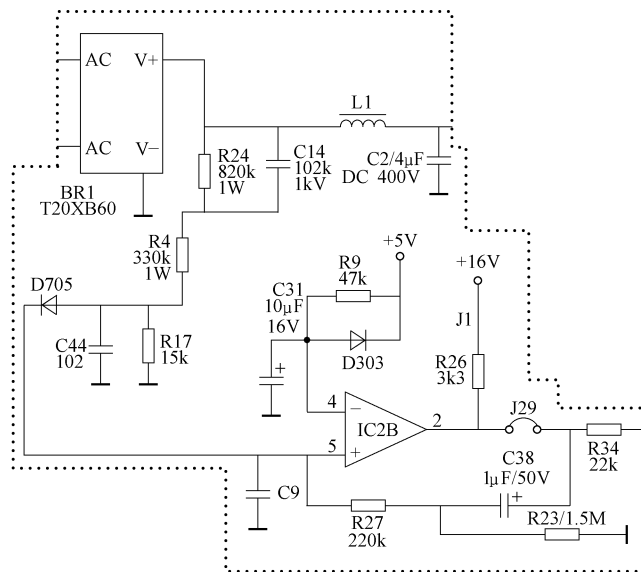 AC V+
AC V−
BR1
T20XB60
R24
820k
1W
C14
102k
1kV
L1
C2/4μF
DC 400V
R4
330k
1W
D705
C44
102
R17
15k
+5V
R9
47k
C31
10μF
16V
+
D303
+16V
J1
R26
3k3
4 −
IC2B
2
5 +
J29
R34
22k
C38
1μF/50V
+
C9
R27
220k
R23/1.5M